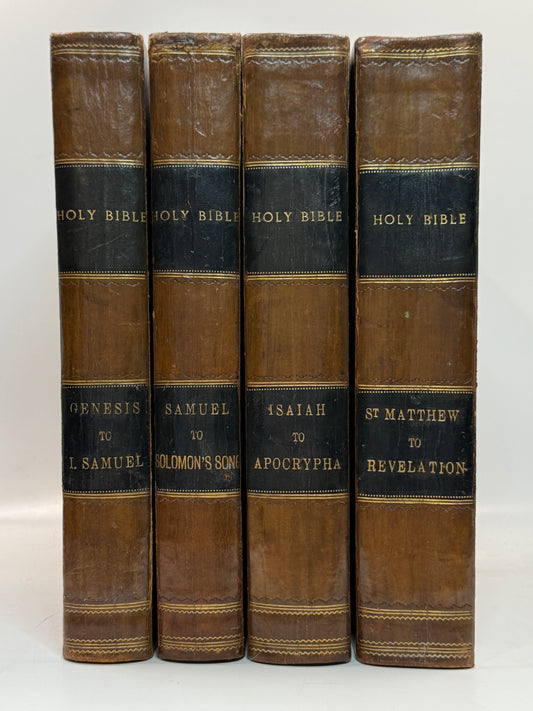 HOLY BIBLE
GENESIS
TO
I. SAMUEL
HOLY BIBLE
SAMUEL
TO
SOLOMON'S SONG
HOLY BIBLE
ISAIAH
TO
APOCRYPHA
HOLY BIBLE
ST MATTHEW
TO
REVELATION